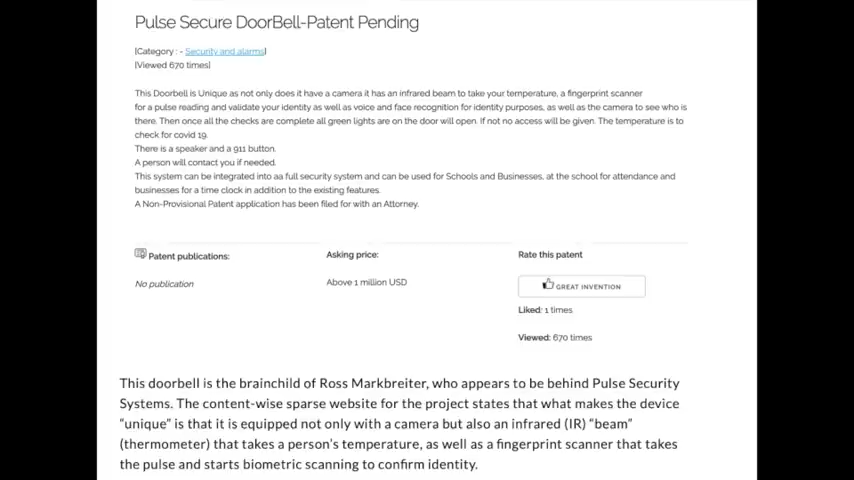 Pulse Secure DoorBell-Patent Pending
[Category : - Security and alarms]
[Viewed 670 times]
This Doorbell is Unique as not only does it have a camera it has an infrared beam to take your temperature, a fingerprint scanner
for a pulse reading and validate your identity as well as voice and face recognition for identity purposes, as well as the camera to see who is
there. Then once all the checks are complete all green lights are on the door will open. If not no access will be given. The temperature is to
check for covid 19.
There is a speaker and a 911 button.
A person will contact you if needed.
This system can be integrated into aa full security system and can be used for Schools and Businesses, at the school for attendance and
businesses for a time clock in addition to the existing features.
A Non-Provisional Patent application has been filed for with an Attorney.
Patent publications:
No publication
Asking price:
Above 1 million USD
Rate this patent
GREAT INVENTION
Liked: 1 times
Viewed: 670 times
This doorbell is the brainchild of Ross Markbreiter, who appears to be behind Pulse Security
Systems. The content-wise sparse website for the project states that what makes the device
“unique” is that it is equipped not only with a camera but also an infrared (IR) “beam”
(thermometer) that takes a person’s temperature, as well as a fingerprint scanner that takes
the pulse and starts biometric scanning to confirm identity.